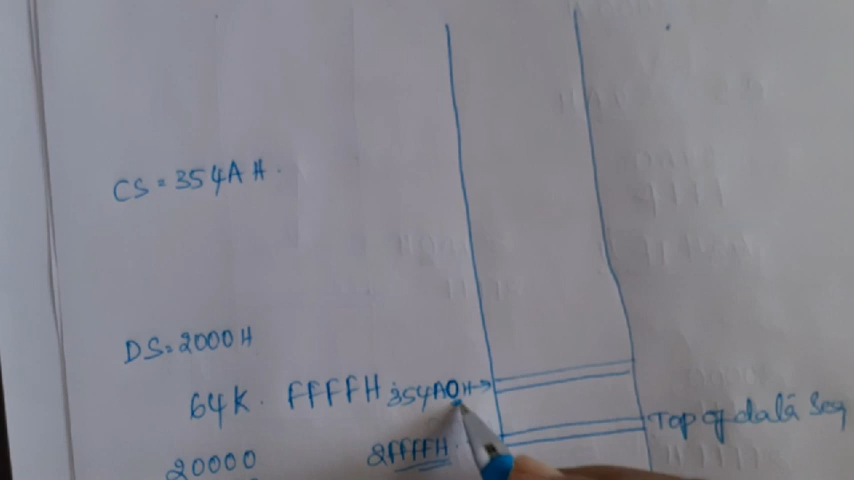 CS = 354A H.
DS = 2000 H
64K. FFFFH 354A0H→
Top of data Seg
20000 2FFFFH